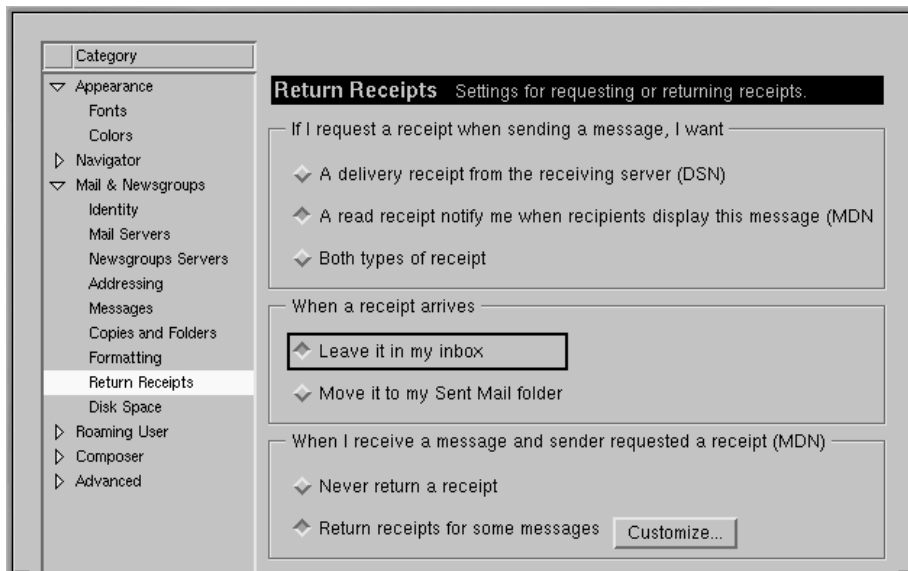 Category
Appearance
Fonts
Colors
Navigator
Mail & Newsgroups
Identity
Mail Servers
Newsgroups Servers
Addressing
Messages
Copies and Folders
Formatting
Return Receipts
Disk Space
Roaming User
Composer
Advanced
Return Receipts Settings for requesting or returning receipts.
If I request a receipt when sending a message, I want
A delivery receipt from the receiving server (DSN)
A read receipt notify me when recipients display this message (MDN
Both types of receipt
When a receipt arrives
Leave it in my inbox
Move it to my Sent Mail folder
When I receive a message and sender requested a receipt (MDN)
Never return a receipt
Return receipts for some messages Customize...